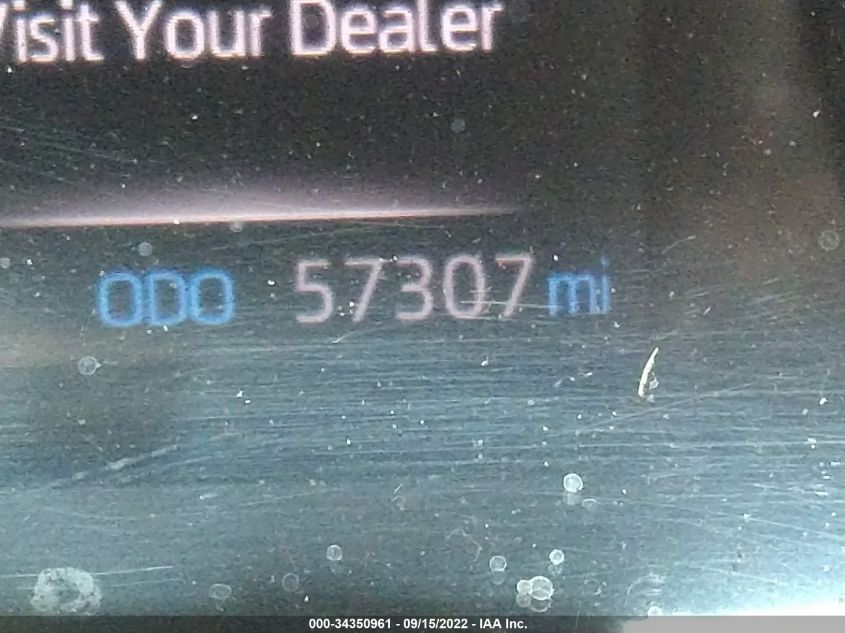 Visit Your Dealer
ODO 57307 mi
000-34350961 - 09/15/2022 - IAA Inc.